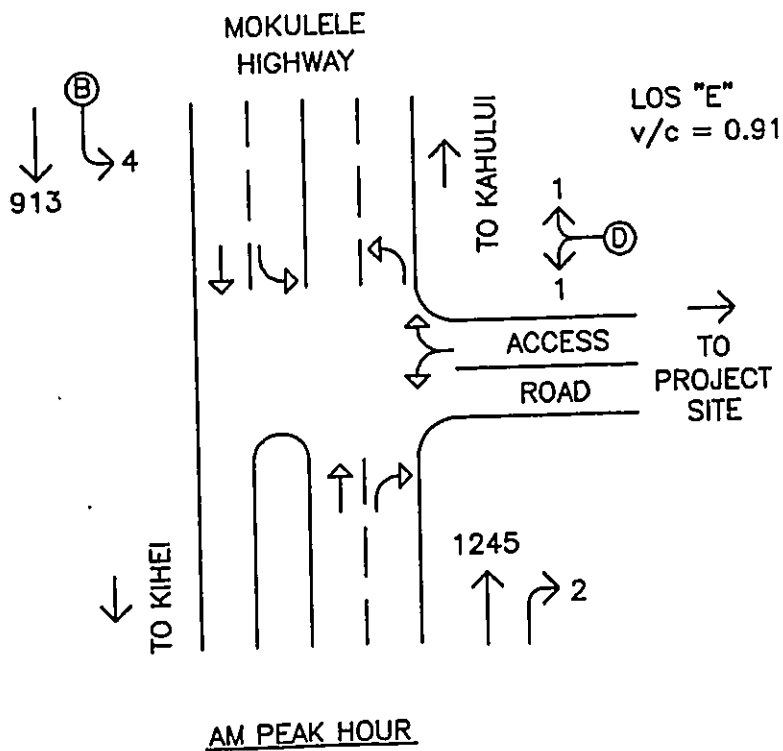 MOKULELE
HIGHWAY
B
4
913
LOS "E"
v/c = 0.91
TO KAHULUI
1
D
1
ACCESS
ROAD
TO
PROJECT
SITE
TO KIHEI
1245
2
AM PEAK HOUR